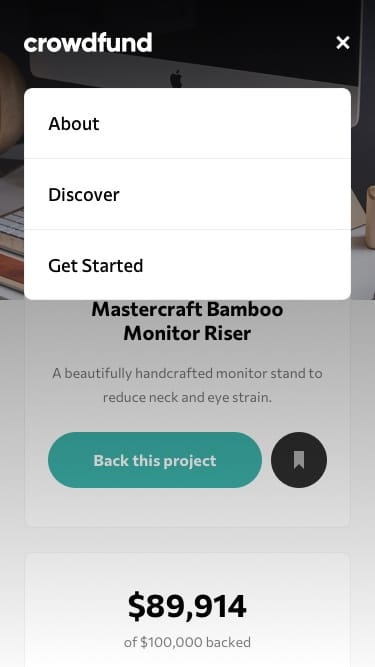 crowdfund
About
Discover
Get Started
Mastercraft Bamboo
Monitor Riser
A beautifully handcrafted monitor stand to
reduce neck and eye strain.
Back this project
$89,914
of $100,000 backed